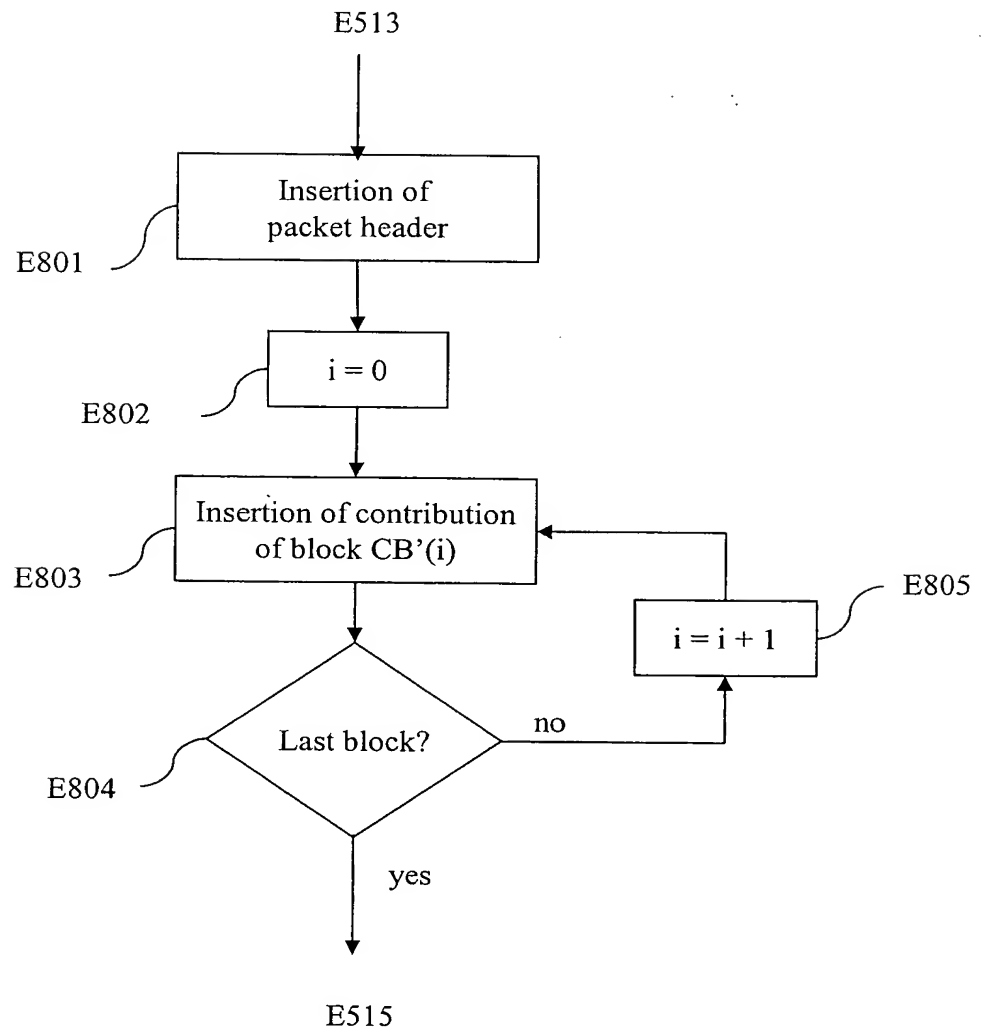 E513
Insertion of
packet header
E801
i = 0
E802
Insertion of contribution
of block CB’(i)
E803
E805
i = i + 1
Last block?
no
E804
yes
E515